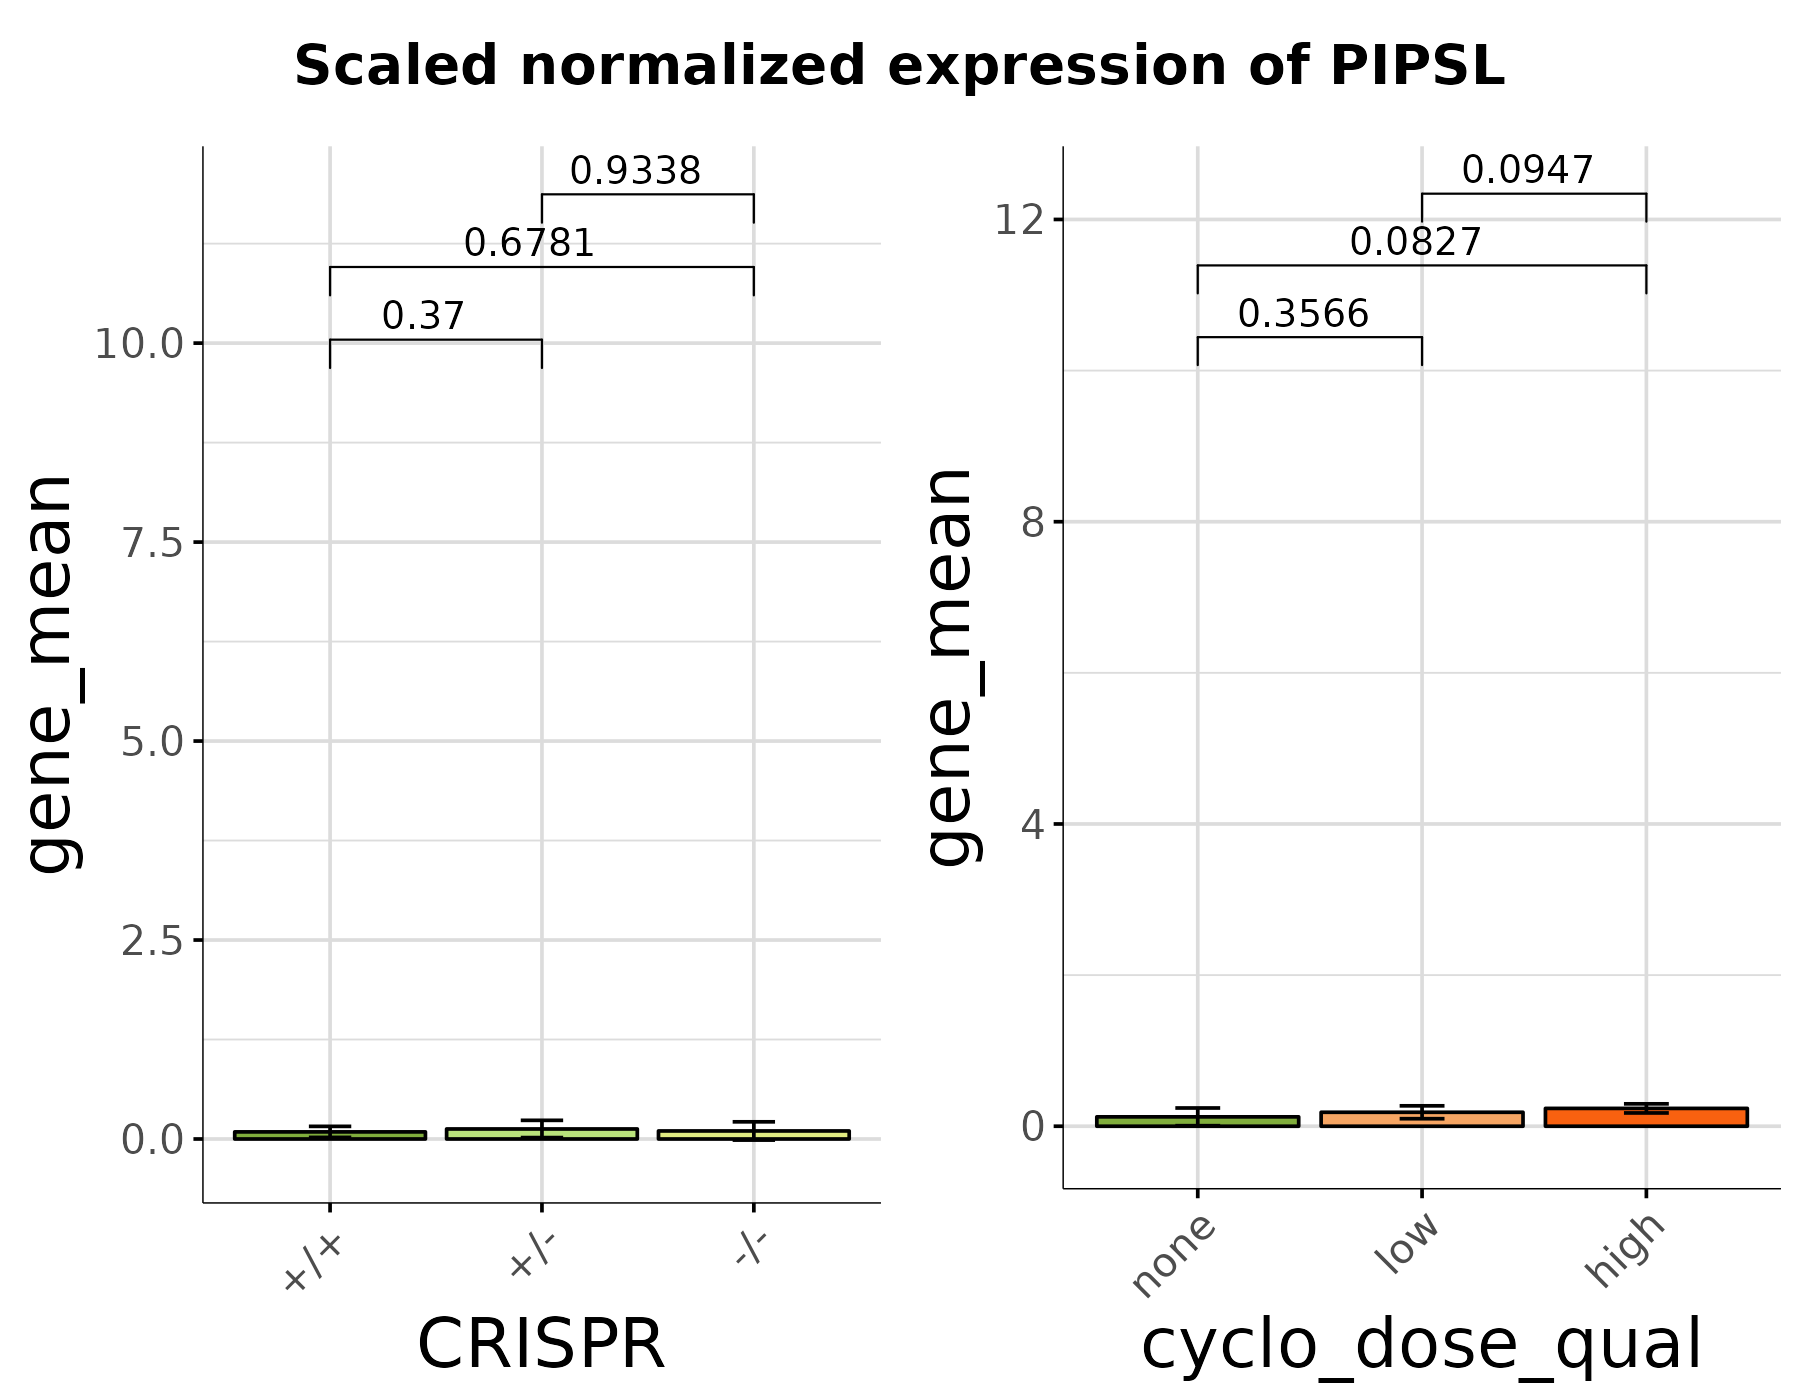 Scaled normalized expression of PIPSL
0.9338
0.6781
0.37
10.0
7.5
5.0
2.5
0.0
gene_mean
+/+
+/-
-/-
CRISPR
0.0947
0.0827
0.3566
12
8
4
0
gene_mean
none
low
high
cyclo_dose_qual